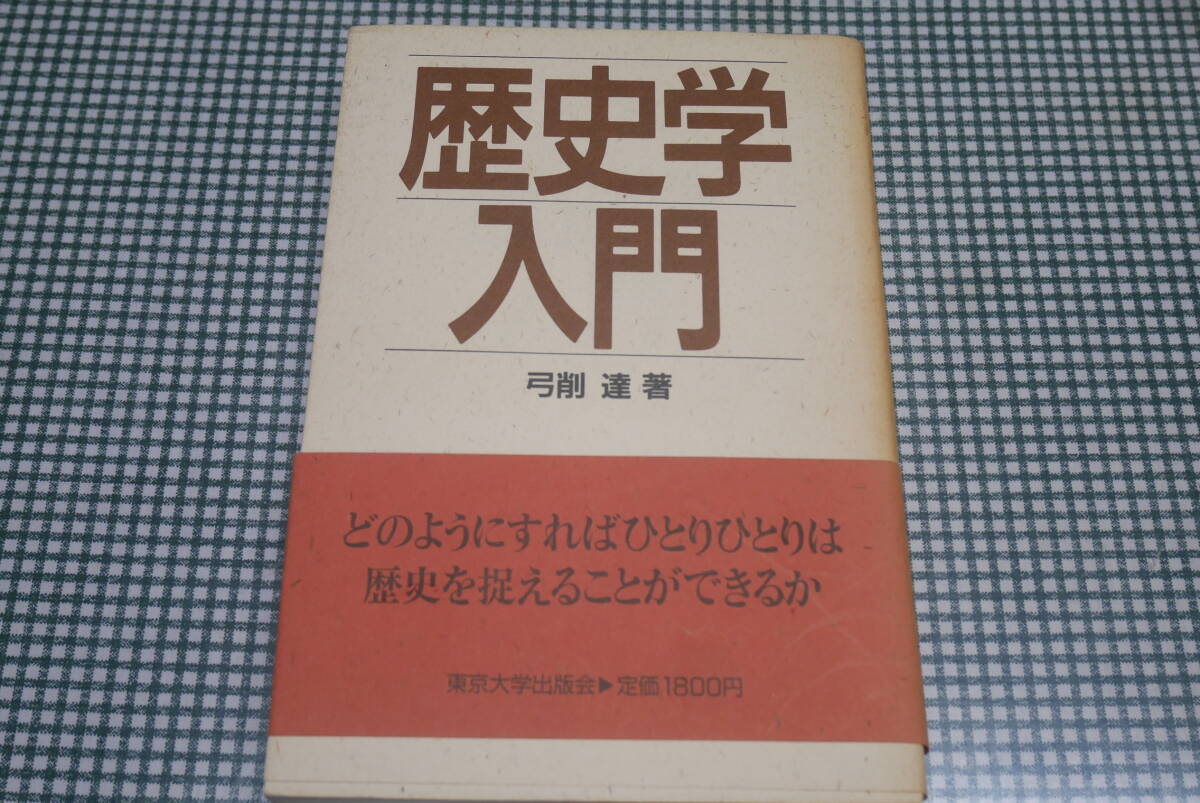 歴史学
入門
弓削 達 著
どのようにすればひとりひとりは
歴史を捉えることができるか
東京大学出版会▶定価1800円